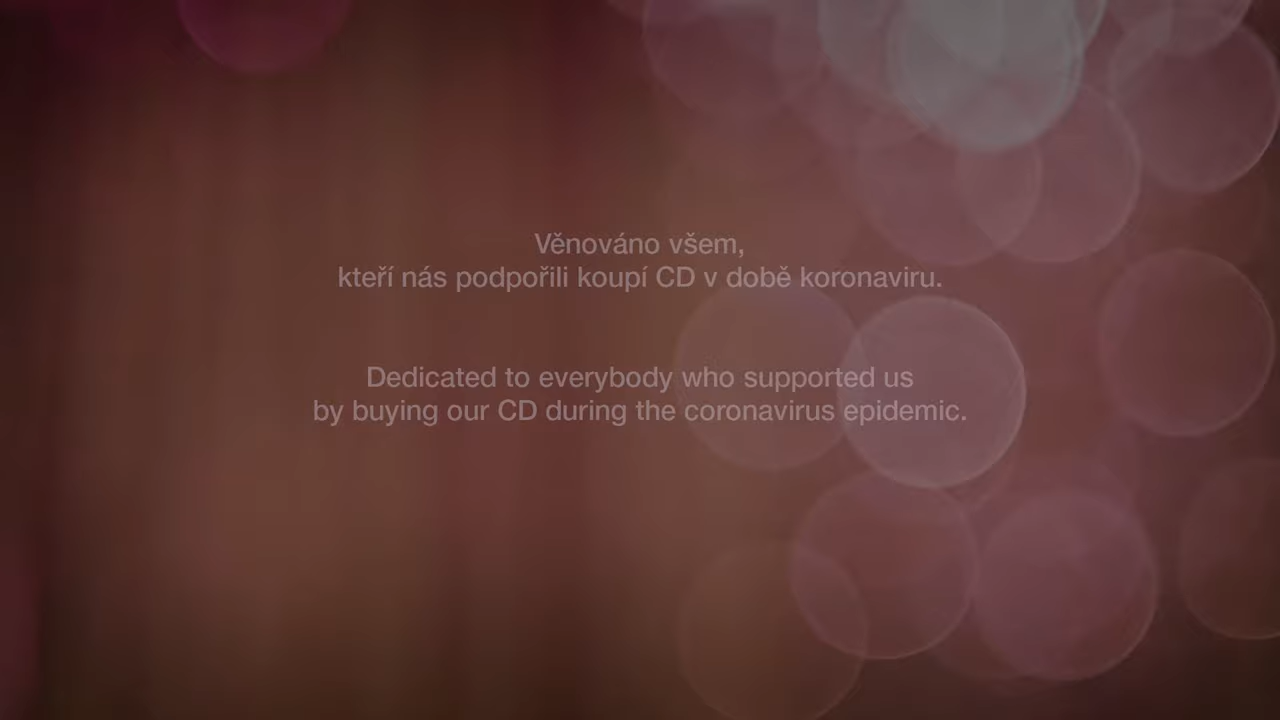 Věnováno všem,
kteří nás podpořili koupí CD v době koronaviru.
Dedicated to everybody who supported us
by buying our CD during the coronavirus epidemic.